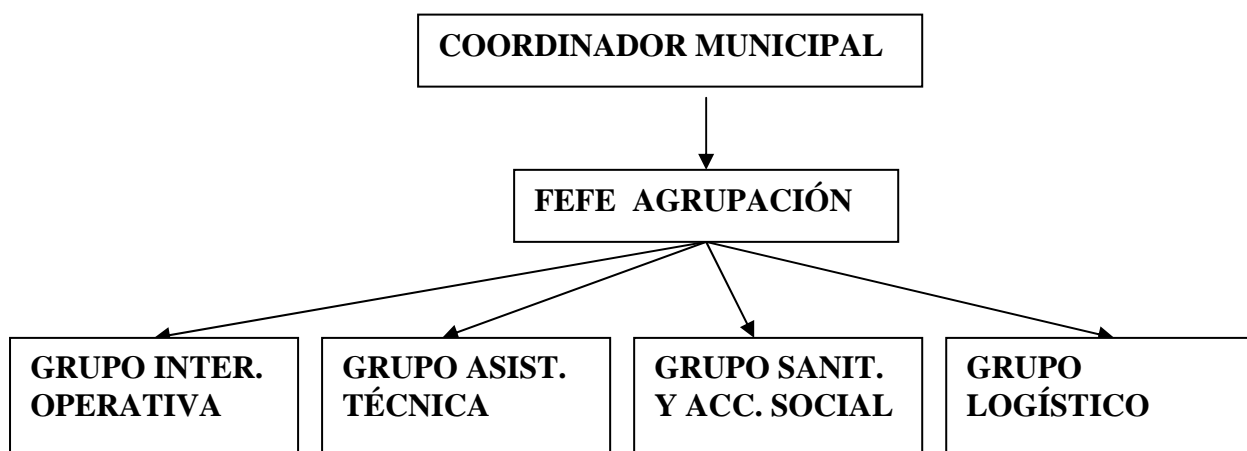 COORDINADOR MUNICIPAL
FEFE AGRUPACIÓN
GRUPO INTER.
OPERATIVA
GRUPO ASIST.
TÉCNICA
GRUPO SANIT.
Y ACC. SOCIAL
GRUPO
LOGÍSTICO